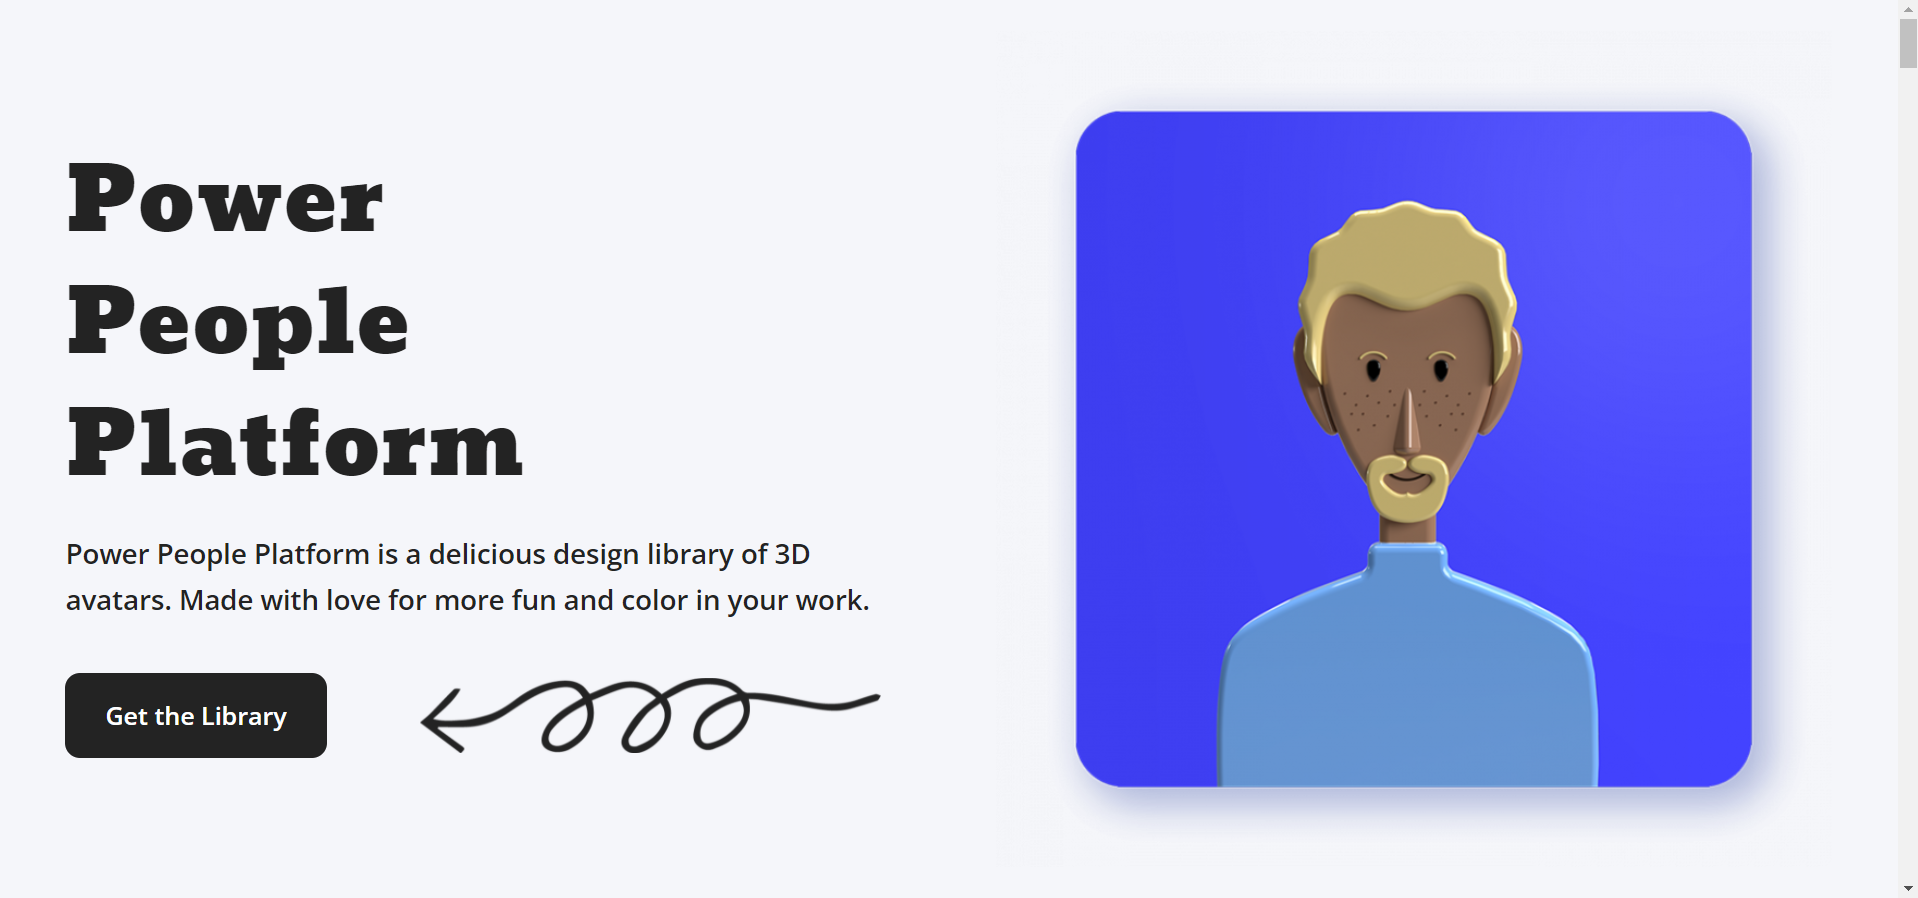 Power
People
Platform
Power People Platform is a delicious design library of 3D
avatars. Made with love for more fun and color in your work.
Get the Library